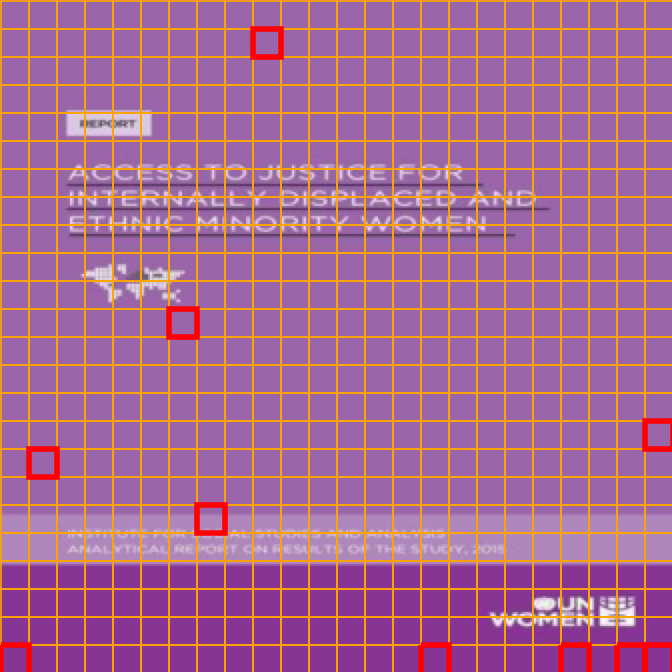 REPORT
ACCESS TO JUSTICE FOR
INTERNALLY DISPLACED AND
ETHNIC MINORITY WOMEN
INSTITUTE FOR SOCIAL STUDIES AND ANALYSIS
ANALYTICAL REPORT ON RESULTS OF THE STUDY, 2015
UN
WOMEN